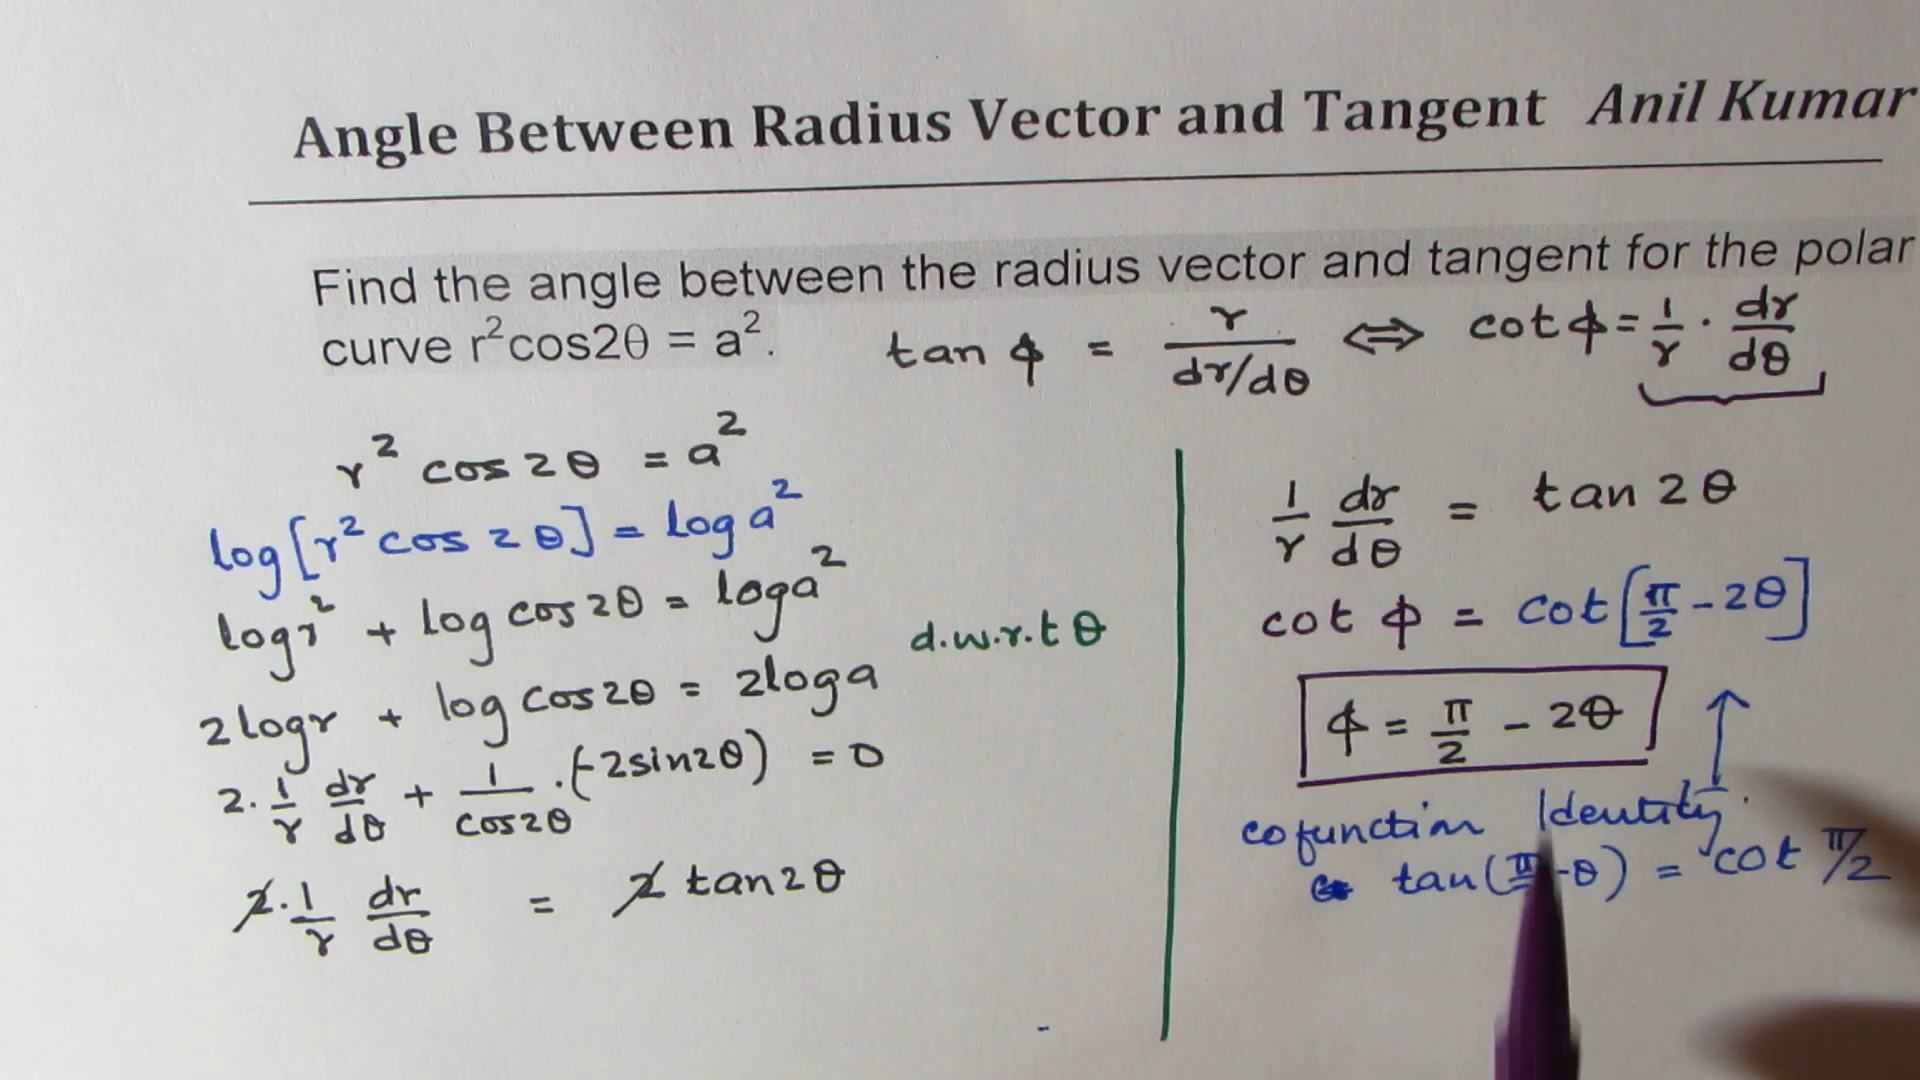 Angle Between Radius Vector and Tangent Anil Kumar
Find the angle between the radius vector and tangent for the polar
curve r²cos2θ = a².
tan ϕ = r / (dr/dθ) ⇔ cot ϕ = 1/r · dr/dθ
r² cos 2θ = a²
log [r² cos 2θ] = log a²
log r² + log cos 2θ = log a²
2 log r + log cos 2θ = 2 log a
d.w.r.t θ
2 · 1/r dr/dθ + 1/cos 2θ · (-2 sin 2θ) = 0
2 · 1/r dr/dθ = 2 tan 2θ
1/r dr/dθ = tan 2θ
cot ϕ = cot [π/2 - 2θ]
ϕ = π/2 - 2θ
cofunction Identity.
tan (π - θ) = cot π/2